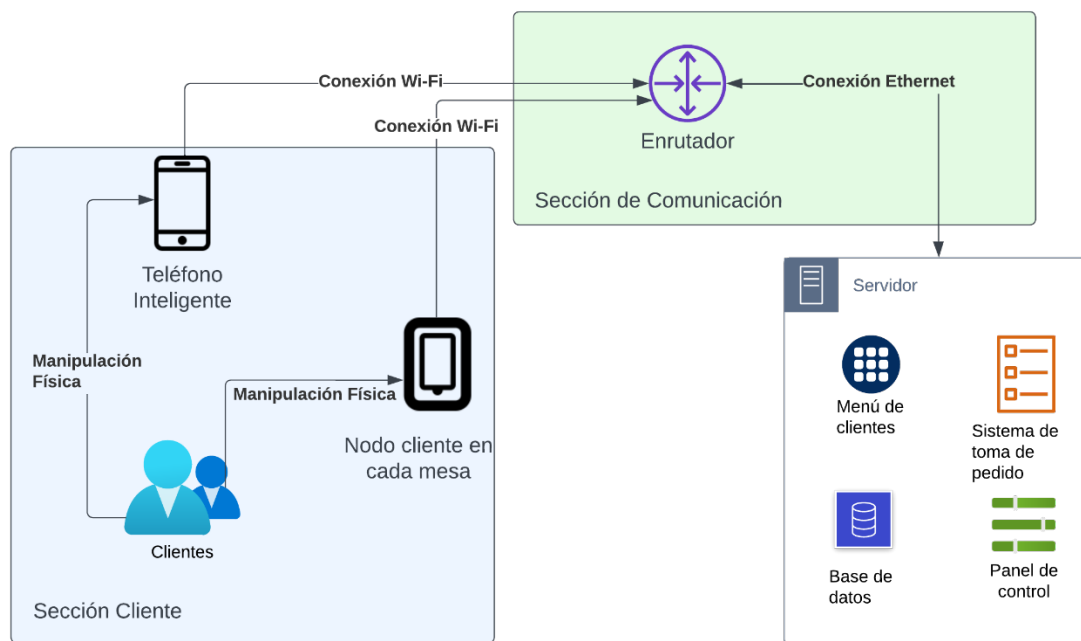 Conexión Wi-Fi
Conexión Ethernet
Conexión Wi-Fi
Enrutador
Sección de Comunicación
Teléfono
Inteligente
Servidor
Manipulación
Física
Manipulación Física
Menú de
clientes
Sistema de
toma de
pedido
Nodo cliente en
cada mesa
Clientes
Base de
datos
Panel de
control
Sección Cliente